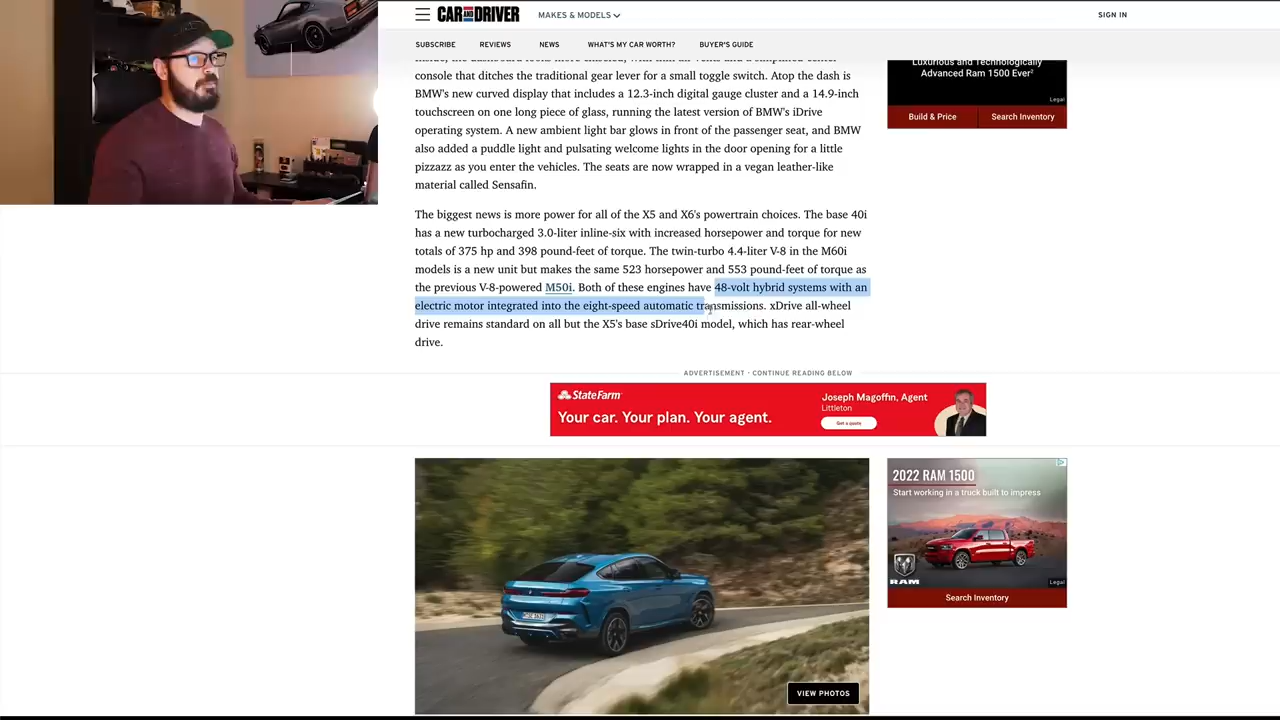 CAR AND DRIVER
MAKES & MODELS
SIGN IN
SUBSCRIBE
REVIEWS
NEWS
WHAT'S MY CAR WORTH?
BUYER'S GUIDE
console that ditches the traditional gear lever for a small toggle switch. Atop the dash is
BMW's new curved display that includes a 12.3-inch digital gauge cluster and a 14.9-inch
touchscreen on one long piece of glass, running the latest version of BMW's iDrive
operating system. A new ambient light bar glows in front of the passenger seat, and BMW
also added a puddle light and pulsating welcome lights in the door opening for a little
pizzazz as you enter the vehicles. The seats are now wrapped in a vegan leather-like
material called Sensafin.
The biggest news is more power for all of the X5 and X6's powertrain choices. The base 40i
has a new turbocharged 3.0-liter inline-six with increased horsepower and torque for new
totals of 375 hp and 398 pound-feet of torque. The twin-turbo 4.4-liter V-8 in the M60i
models is a new unit but makes the same 523 horsepower and 553 pound-feet of torque as
the previous V-8-powered M50i. Both of these engines have 48-volt hybrid systems with an
electric motor integrated into the eight-speed automatic transmissions. xDrive all-wheel
drive remains standard on all but the X5's base sDrive40i model, which has rear-wheel
drive.
Luxurious and Technologically
Advanced Ram 1500 Ever²
Legal
Build & Price
Search Inventory
ADVERTISEMENT - CONTINUE READING BELOW
StateFarm
Your car. Your plan. Your agent.
Joseph Magoffin, Agent
Littleton
Get a quote
VIEW PHOTOS
2022 RAM 1500
Start working in a truck built to impress
RAM
Legal
Search Inventory